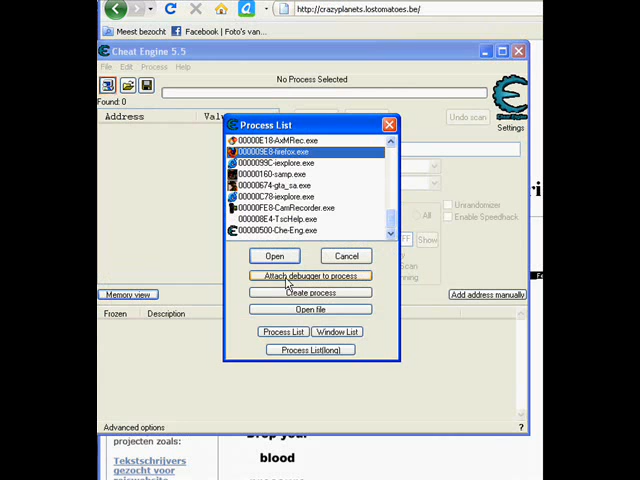 http://crazyplanets.lostomatoes.be/
Meest bezocht
Facebook | Foto's van...
Cheat Engine 5.5
File Edit Process Help
No Process Selected
Found: 0
Address
Undo scan
Settings
Process List
00000E18-AxMRec.exe
000009E8-firefox.exe
0000099C-iexplore.exe
00000160-samp.exe
00000674-gta_sa.exe
00000C78-iexplore.exe
00000FE8-CamRecorder.exe
000008E4-TscHelp.exe
00000500-Che-Eng.exe
All
Unrandomizer
Enable Speedhack
FF
Show
Open
Cancel
Attach debugger to process
Create process
Open file
Process List
Window List
Process List(long)
Memory view
Add address manually
Frozen
Description
Advanced options
?
projecten zoals:
Tekstschrijvers
gezocht voor
blood